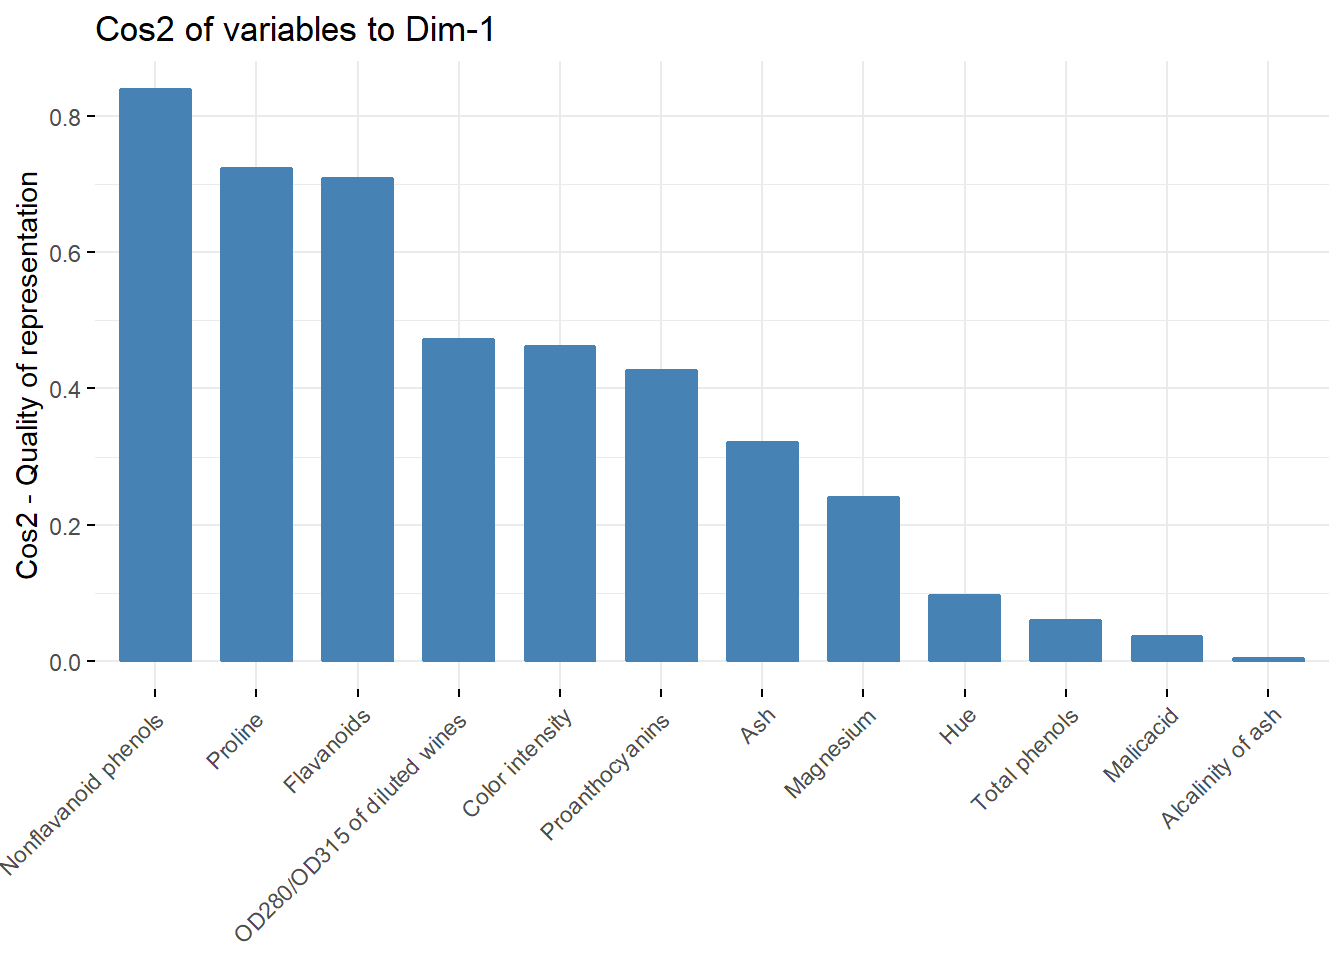 Cos2 of variables to Dim-1
Cos2 - Quality of representation
0.8
0.6
0.4
0.2
0.0
Nonflavanoid phenols
Proline
Flavanoids
OD280/OD315 of diluted wines
Color intensity
Proanthocyanins
Ash
Magnesium
Hue
Total phenols
Malicacid
Alcalinity of ash